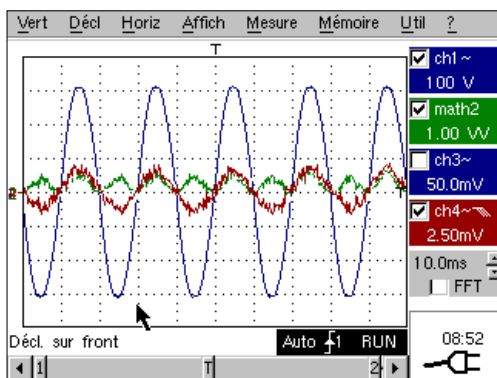 Vert Décl Horiz Affich Mesure Mémoire Util ?
T
ch1 ~
100 V
math2
1.00 VV
ch3~
50.0mV
ch4~
2.50mV
10.0ms
FFT
2
T
Décl. sur front
Auto 1 RUN
08:52
1 T 2